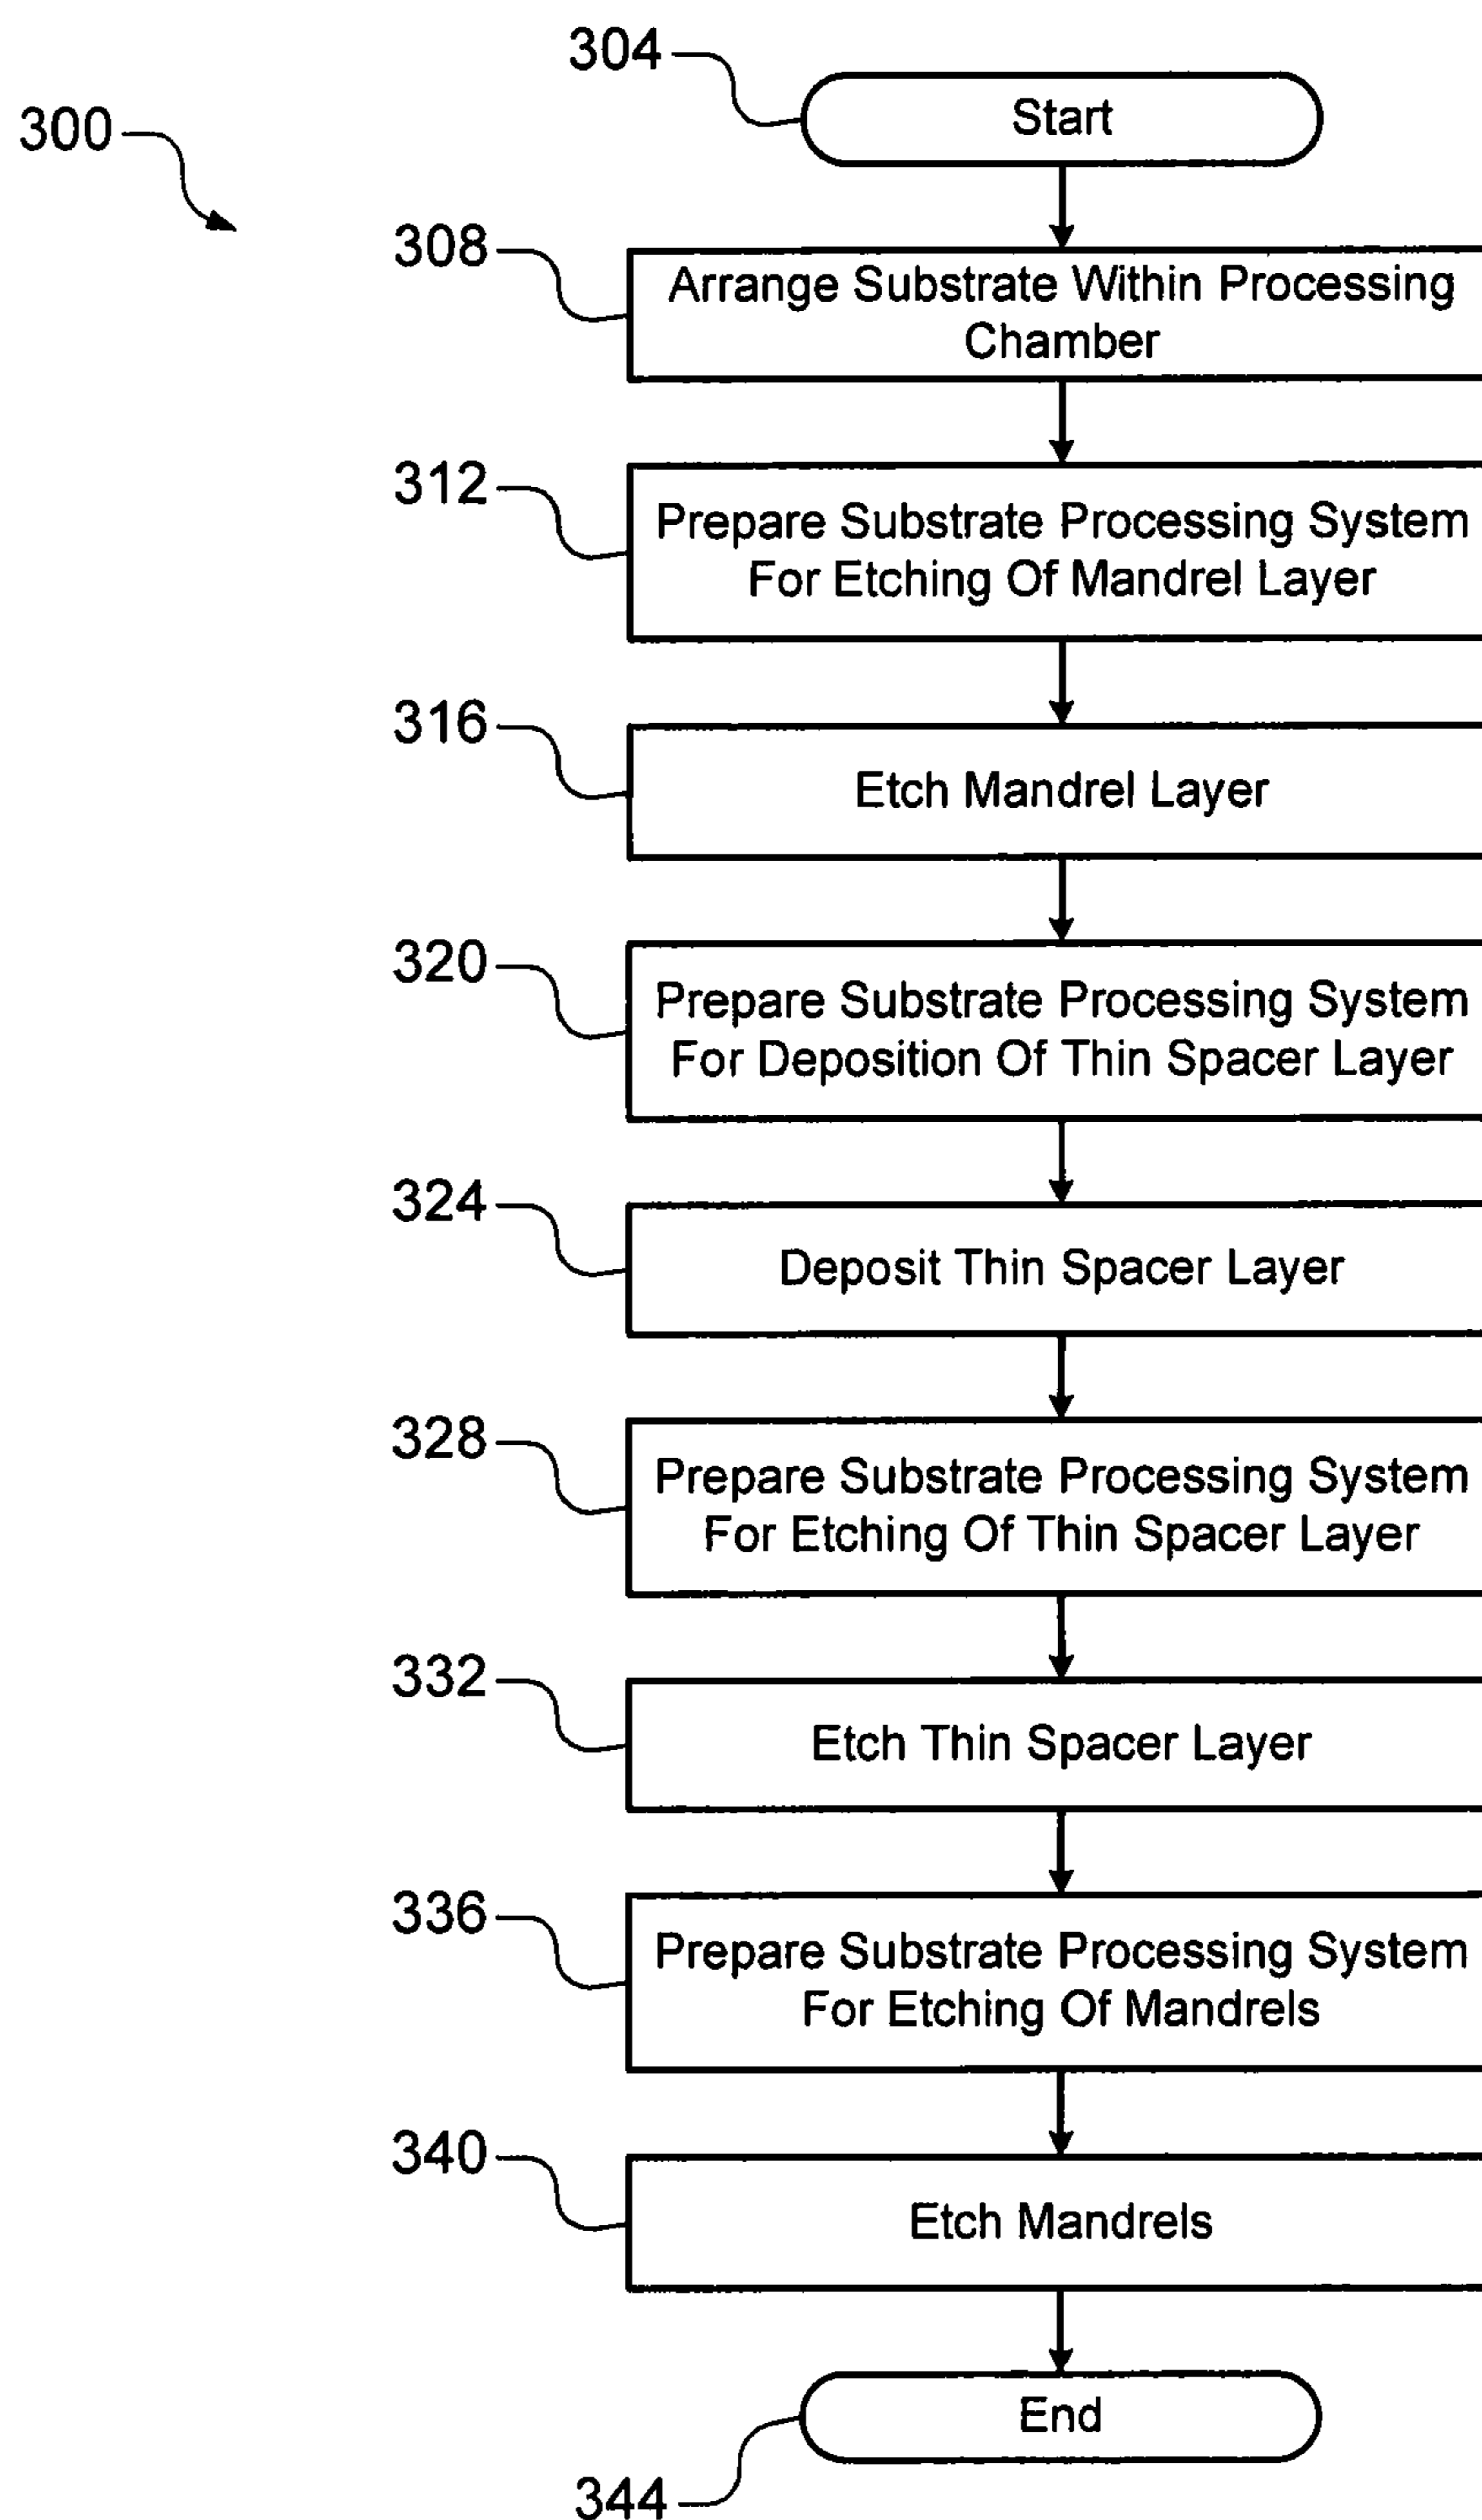 304
Start
300
308
Arrange Substrate Within Processing
Chamber
312
Prepare Substrate Processing System
For Etching Of Mandrel Layer
316
Etch Mandrel Layer
320
Prepare Substrate Processing System
For Deposition Of Thin Spacer Layer
324
Deposit Thin Spacer Layer
328
Prepare Substrate Processing System
For Etching Of Thin Spacer Layer
332
Etch Thin Spacer Layer
336
Prepare Substrate Processing System
For Etching Of Mandrels
340
Etch Mandrels
End
344